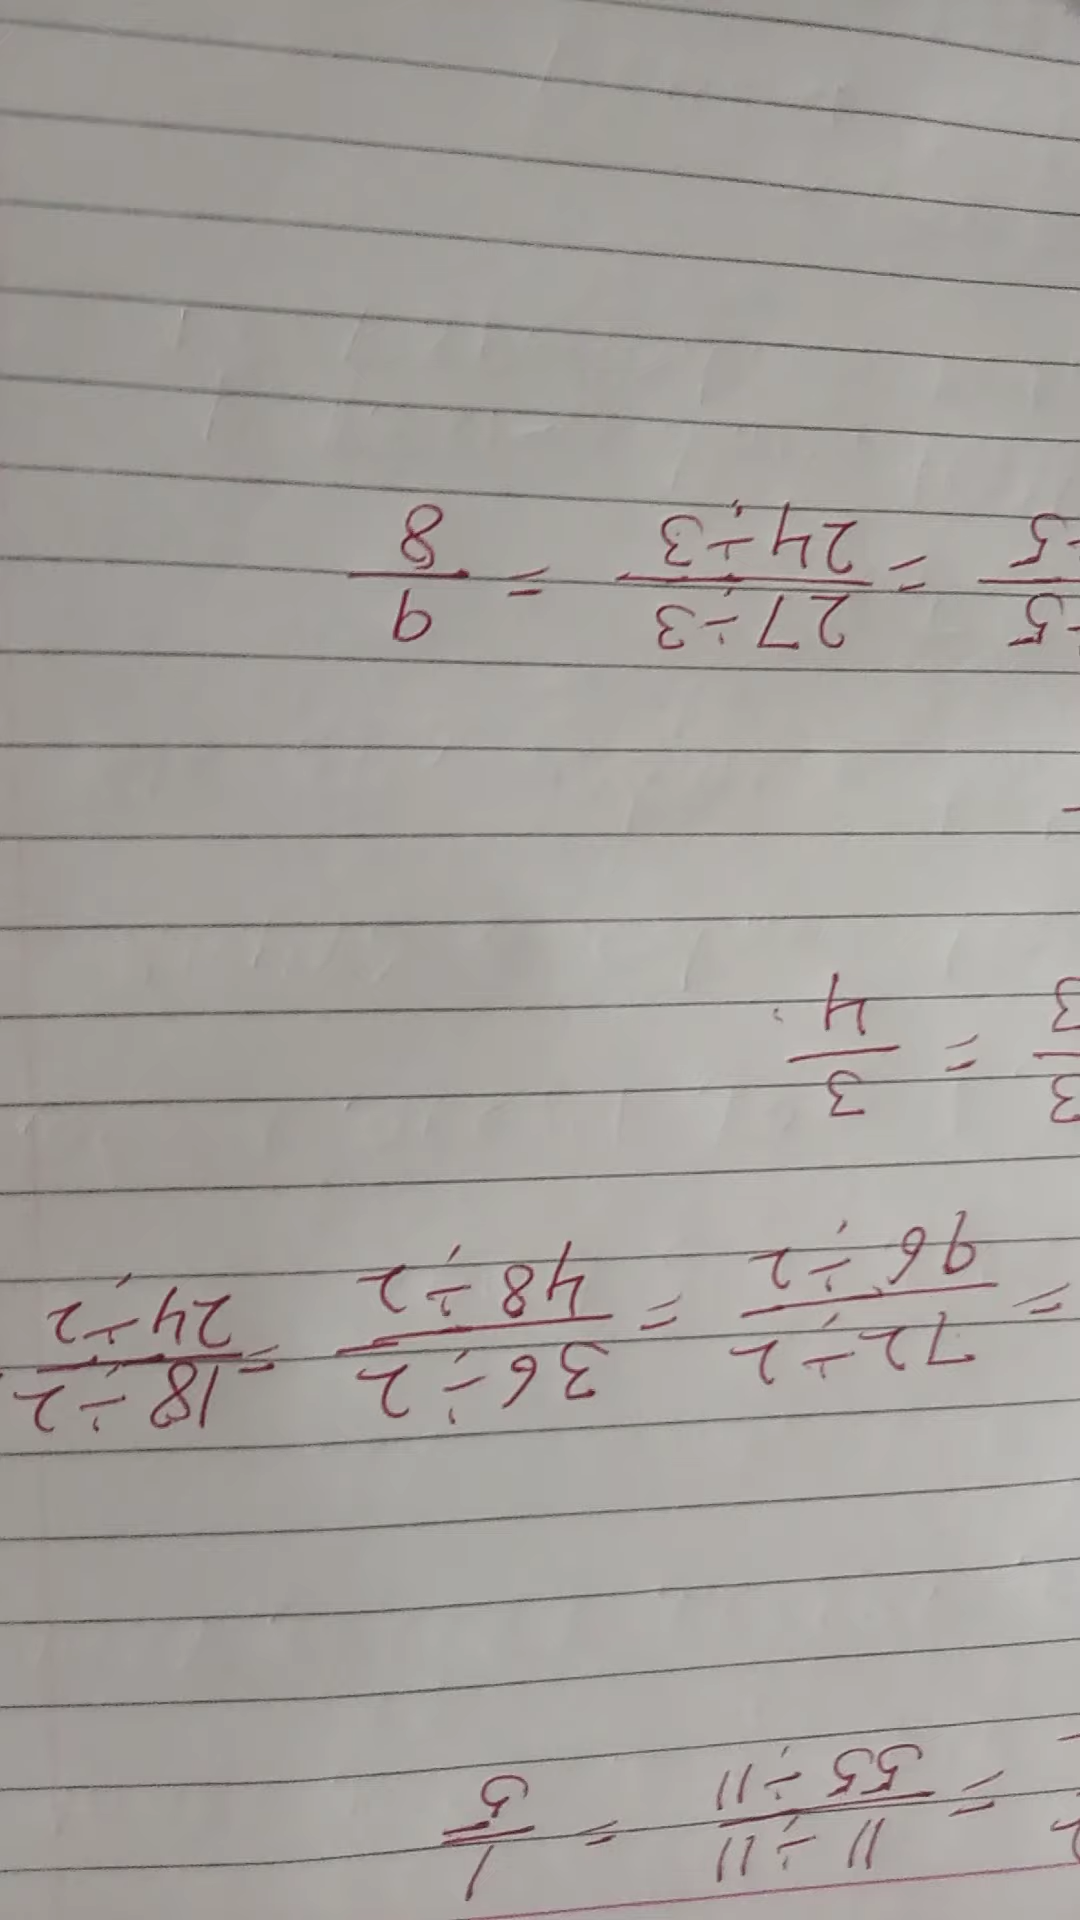 11÷11 1
= ─── = ─
55÷11 5
72÷2 36÷2 18÷2
= ─── = ─── = ───
96÷2 48÷2 24÷2
3 3
─ = ─
3 4
÷5 27÷3 9
─── = ─── = ─
÷5 24÷3 8